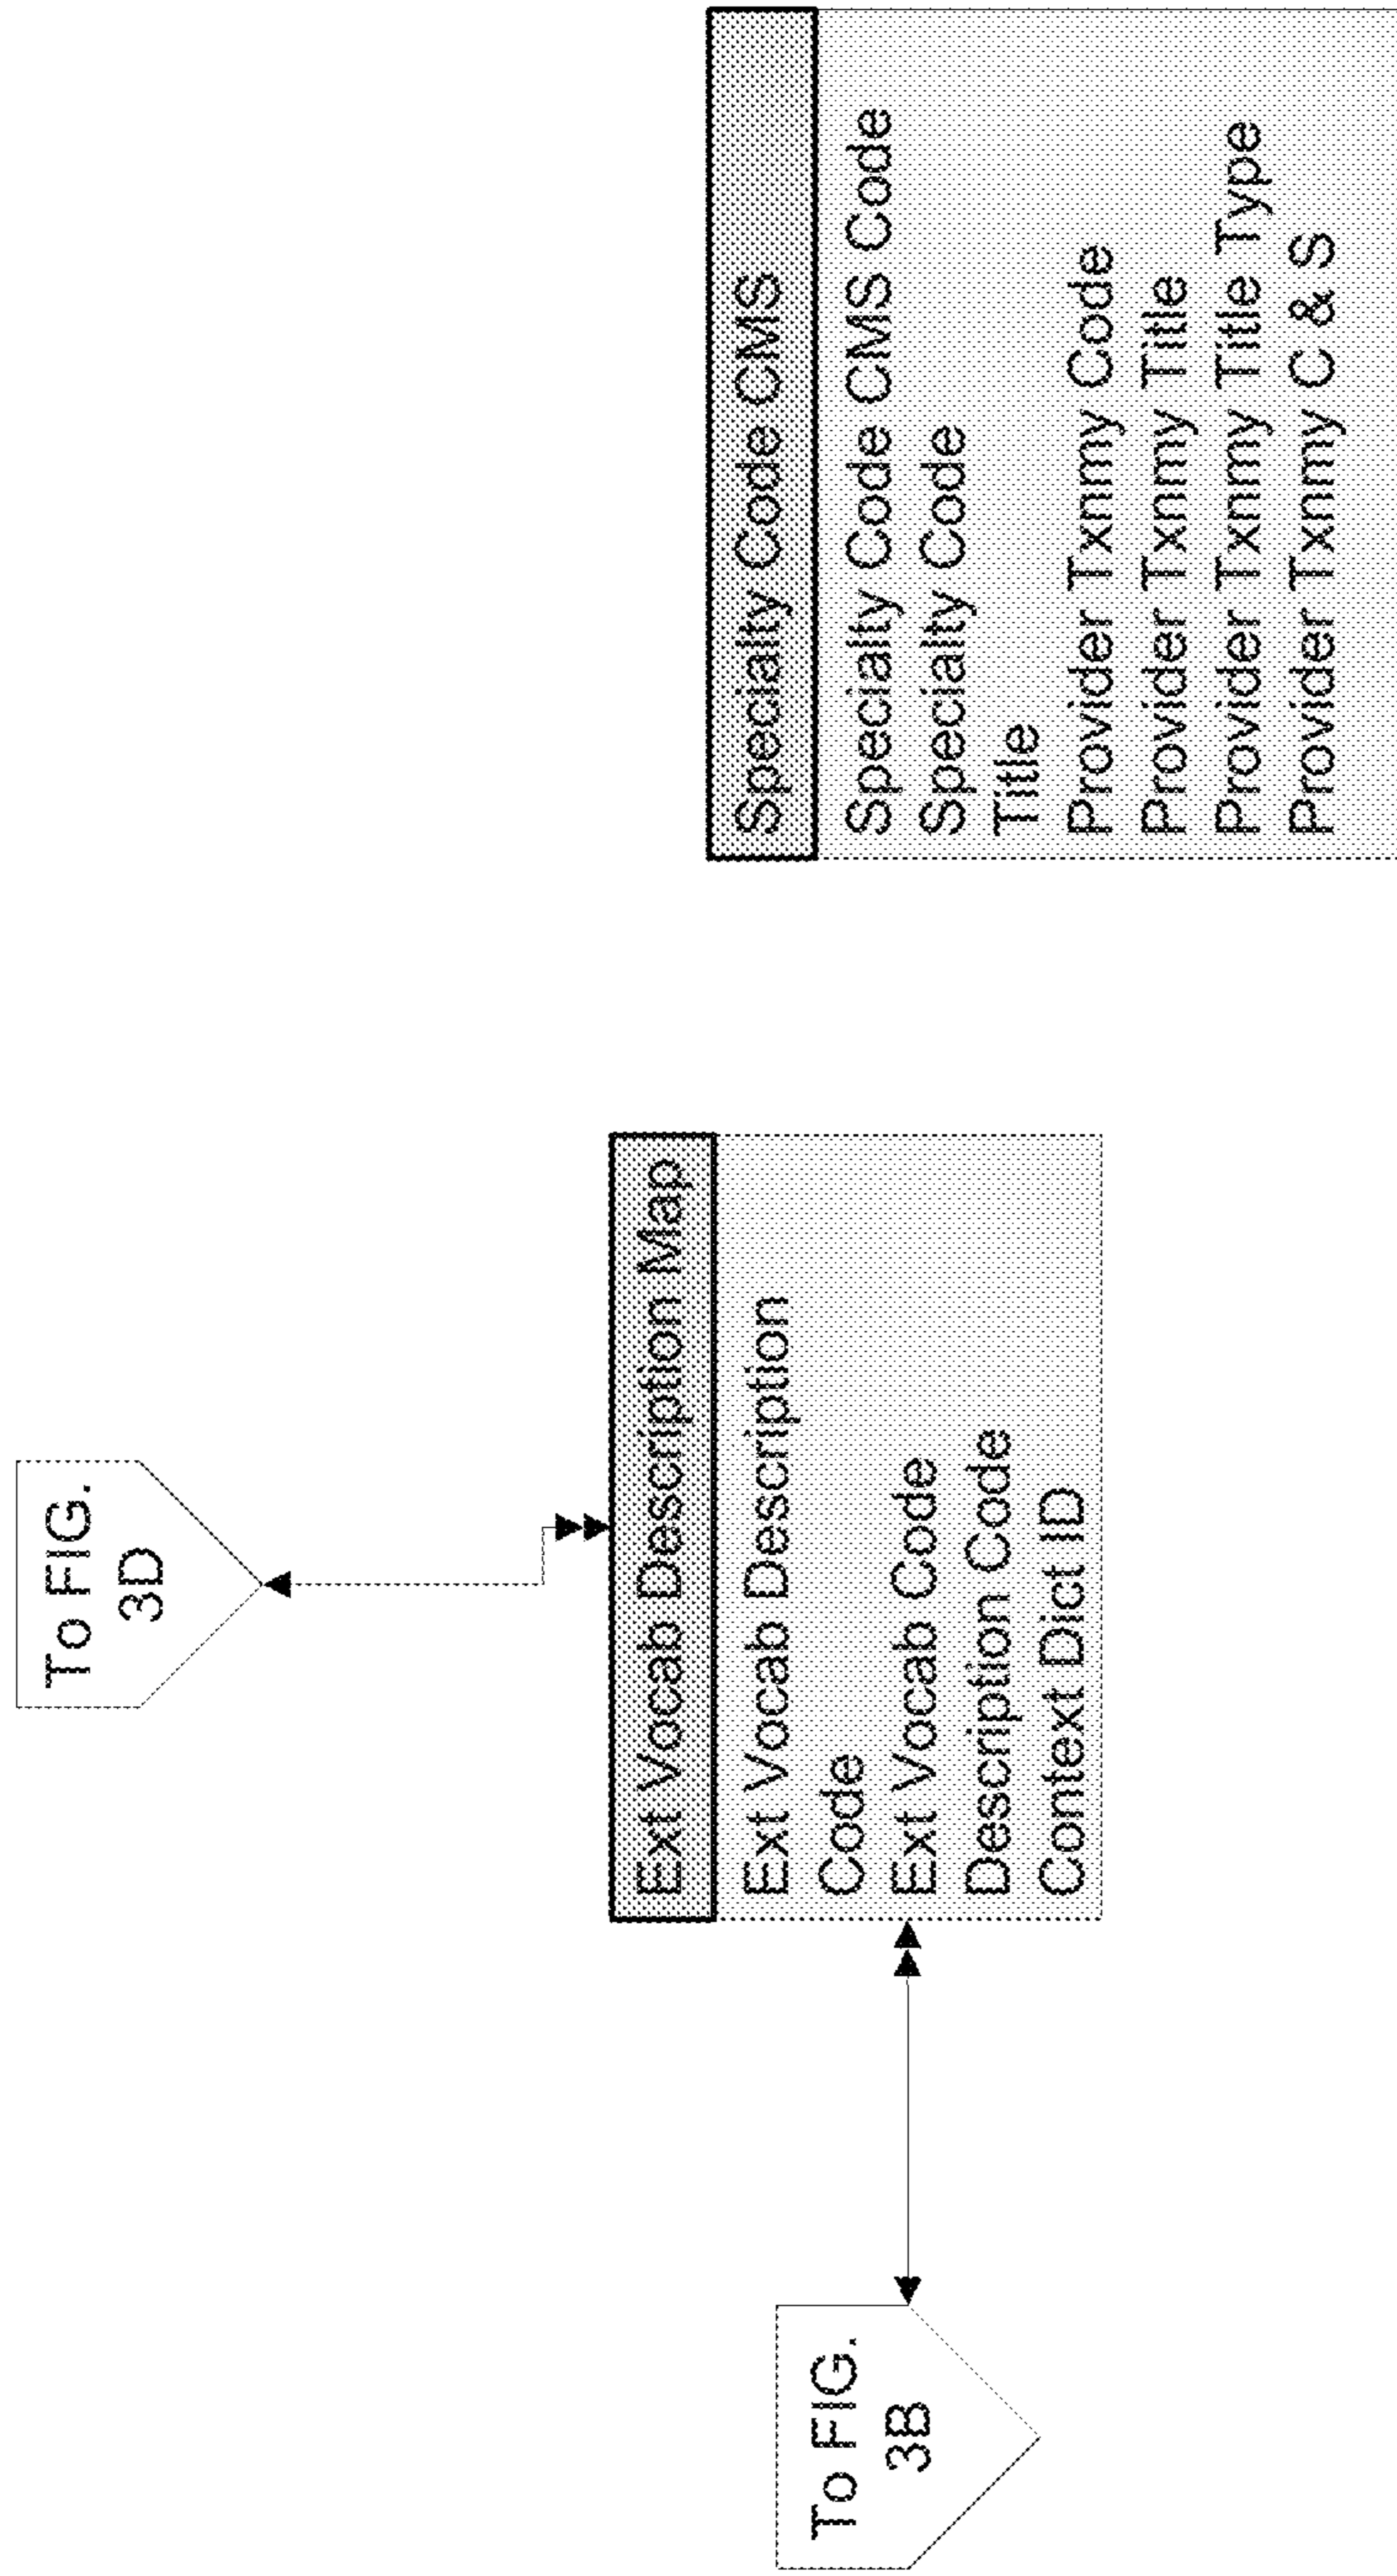 To FIG.
3D
To FIG.
3B
Ext Vocab Description Map
Ext Vocab Description
Code
Ext Vocab Code
Description Code
Context Dict ID
Specialty Code CMS
Specialty Code CMS Code
Specialty Code
Title
Provider Txnmy Code
Provider Txnmy Title
Provider Txnmy Title Type
Provider Txnmy C & S